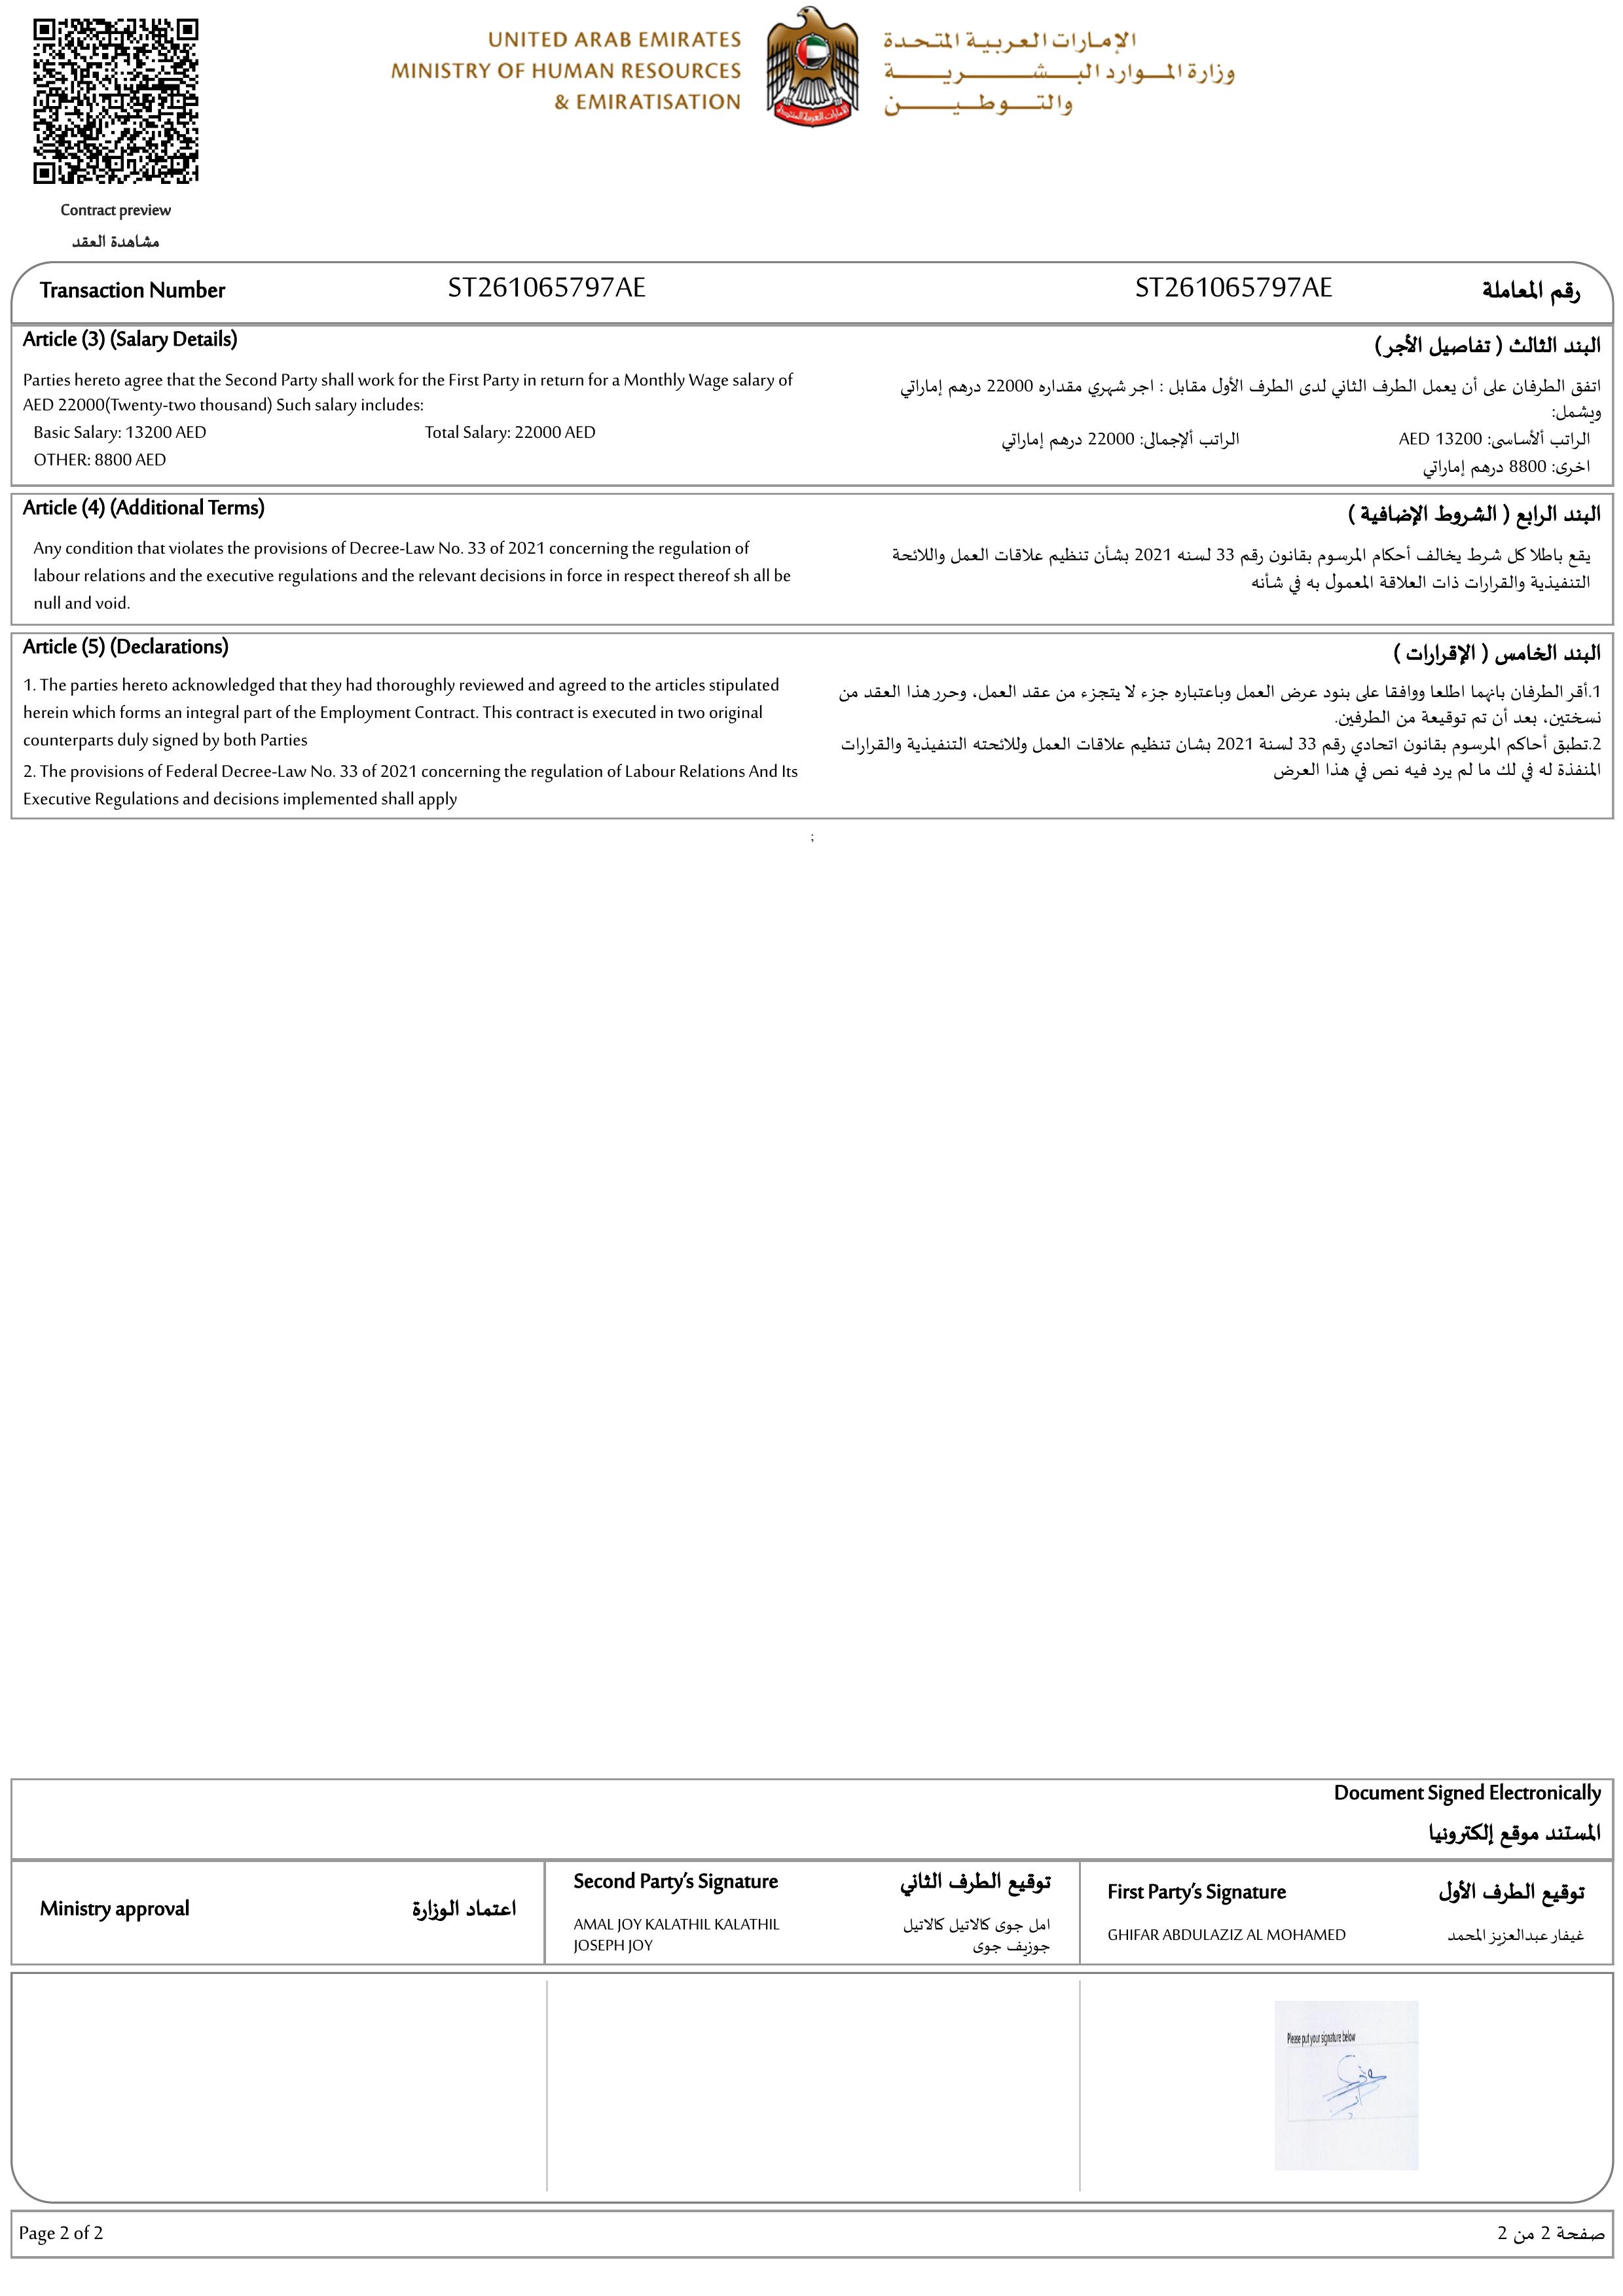 UNITED ARAB EMIRATES
MINISTRY OF HUMAN RESOURCES
& EMIRATISATION
الإمارات العربية المتحدة
وزارة الموارد البشرية
والتوطين
Contract preview
مشاهدة العقد
Transaction Number ST261065797AE ST261065797AE رقم المعاملة
Article (3) (Salary Details)
Parties hereto agree that the Second Party shall work for the First Party in return for a Monthly Wage salary of
AED 22000(Twenty-two thousand) Such salary includes:
Basic Salary: 13200 AED Total Salary: 22000 AED
OTHER: 8800 AED
البند الثالث ( تفاصيل الأجر)
اتفق الطرفان على أن يعمل الطرف الثاني لدى الطرف الأول مقابل : اجر شهري مقداره 22000 درهم إماراتي
ويشمل:
الراتب ألأساسى: 13200 AED الراتب ألإجمالى: 22000 درهم إماراتي
اخرى: 8800 درهم إماراتي
Article (4) (Additional Terms)
Any condition that violates the provisions of Decree-Law No. 33 of 2021 concerning the regulation of
labour relations and the executive regulations and the relevant decisions in force in respect thereof sh all be
null and void.
البند الرابع ( الشروط الإضافية )
يقع باطلا كل شرط يخالف أحكام المرسوم بقانون رقم 33 لسنه 2021 بشأن تنظيم علاقات العمل واللائحة
التنفيذية والقرارات ذات العلاقة المعمول به في شأنه
Article (5) (Declarations)
1. The parties hereto acknowledged that they had thoroughly reviewed and agreed to the articles stipulated
herein which forms an integral part of the Employment Contract. This contract is executed in two original
counterparts duly signed by both Parties
2. The provisions of Federal Decree-Law No. 33 of 2021 concerning the regulation of Labour Relations And Its
Executive Regulations and decisions implemented shall apply
البند الخامس ( الإقرارات )
1.أقر الطرفان بانهما اطلعا ووافقا على بنود عرض العمل وباعتباره جزء لا يتجزء من عقد العمل، وحرر هذا العقد من
نسختين، بعد أن تم توقيعة من الطرفين.
2.تطبق أحاكم المرسوم بقانون اتحادي رقم 33 لسنة 2021 بشان تنظيم علاقات العمل وللائحته التنفيذية والقرارات
المنفذة له في لك ما لم يرد فيه نص في هذا العرض
;
Document Signed Electronically
المستند موقع إلكترونيا
Ministry approval اعتماد الوزارة
Second Party's Signature توقيع الطرف الثاني
AMAL JOY KALATHIL KALATHIL
JOSEPH JOY
امل جوى كالاتيل كالاتيل
جوزيف جوى
First Party's Signature توقيع الطرف الأول
GHIFAR ABDULAZIZ AL MOHAMED غيفار عبدالعزيز المحمد
Please put your signature below
Page 2 of 2 صفحة 2 من 2